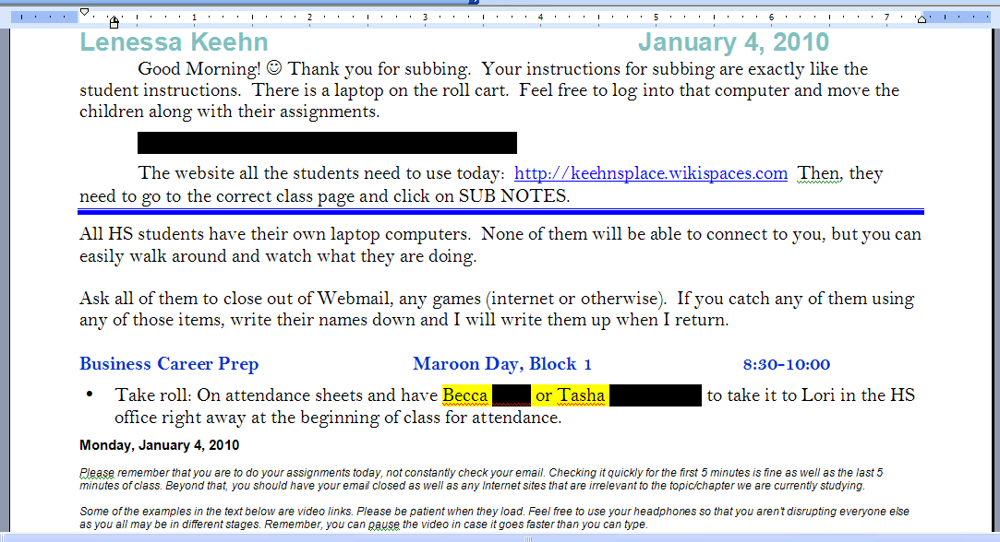 1 2 3 4 5 6 7
Lenessa Keehn January 4, 2010
Good Morning! ☺ Thank you for subbing. Your instructions for subbing are exactly like the
student instructions. There is a laptop on the roll cart. Feel free to log into that computer and move the
children along with their assignments.
The website all the students need to use today: http://keehnsplace.wikispaces.com Then, they
need to go to the correct class page and click on SUB NOTES.
All HS students have their own laptop computers. None of them will be able to connect to you, but you can
easily walk around and watch what they are doing.
Ask all of them to close out of Webmail, any games (internet or otherwise). If you catch any of them using
any of those items, write their names down and I will write them up when I return.
Business Career Prep Maroon Day, Block 1 8:30-10:00
• Take roll: On attendance sheets and have Becca or Tasha to take it to Lori in the HS
office right away at the beginning of class for attendance.
Monday, January 4, 2010
Please remember that you are to do your assignments today, not constantly check your email. Checking it quickly for the first 5 minutes is fine as well as the last 5
minutes of class. Beyond that, you should have your email closed as well as any Internet sites that are irrelevant to the topic/chapter we are currently studying.
Some of the examples in the text below are video links. Please be patient when they load. Feel free to use your headphones so that you aren't disrupting everyone else
as you all may be in different stages. Remember, you can pause the video in case it goes faster than you can type.